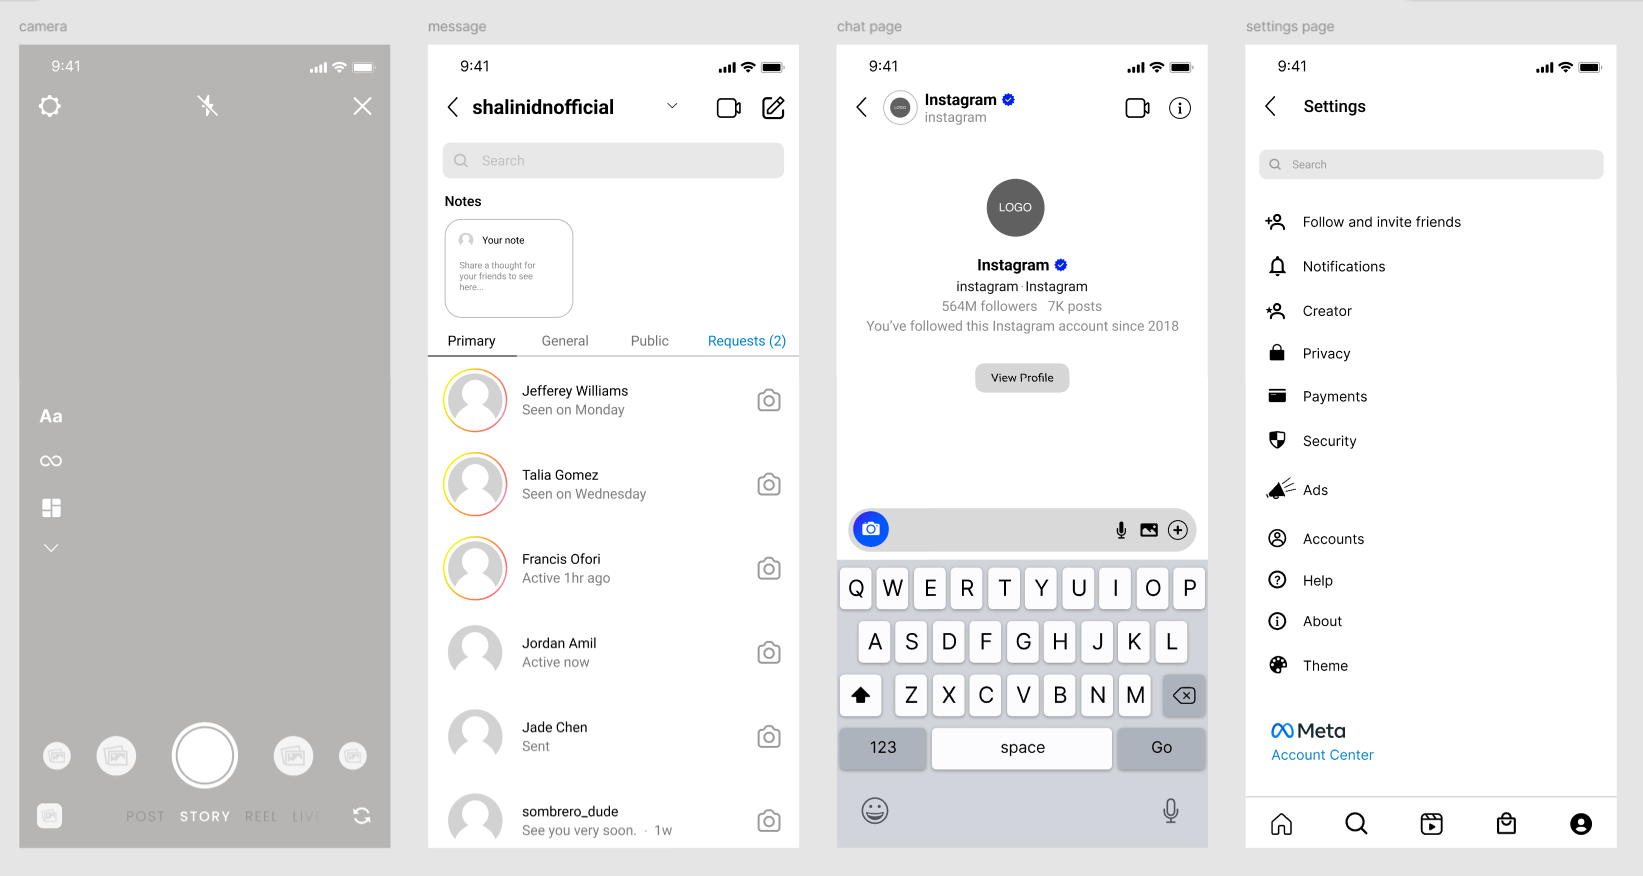 camera
9:41
Aa
POST STORY REEL LIVE
message
9:41
shalinidnofficial
Search
Notes
Your note
Share a thought for
your friends to see
here...
Primary General Public Requests (2)
Jefferey Williams
Seen on Monday
Talia Gomez
Seen on Wednesday
Francis Ofori
Active 1hr ago
Jordan Amil
Active now
Jade Chen
Sent
sombrero_dude
See you very soon. · 1w
chat page
9:41
Instagram
instagram
LOGO
LOGO
Instagram
instagram · Instagram
564M followers 7K posts
You've followed this Instagram account since 2018
View Profile
Q W E R T Y U I O P
A S D F G H J K L
Z X C V B N M
123 space Go
settings page
9:41
Settings
Search
Follow and invite friends
Notifications
Creator
Privacy
Payments
Security
Ads
Accounts
Help
About
Theme
Meta
Account Center